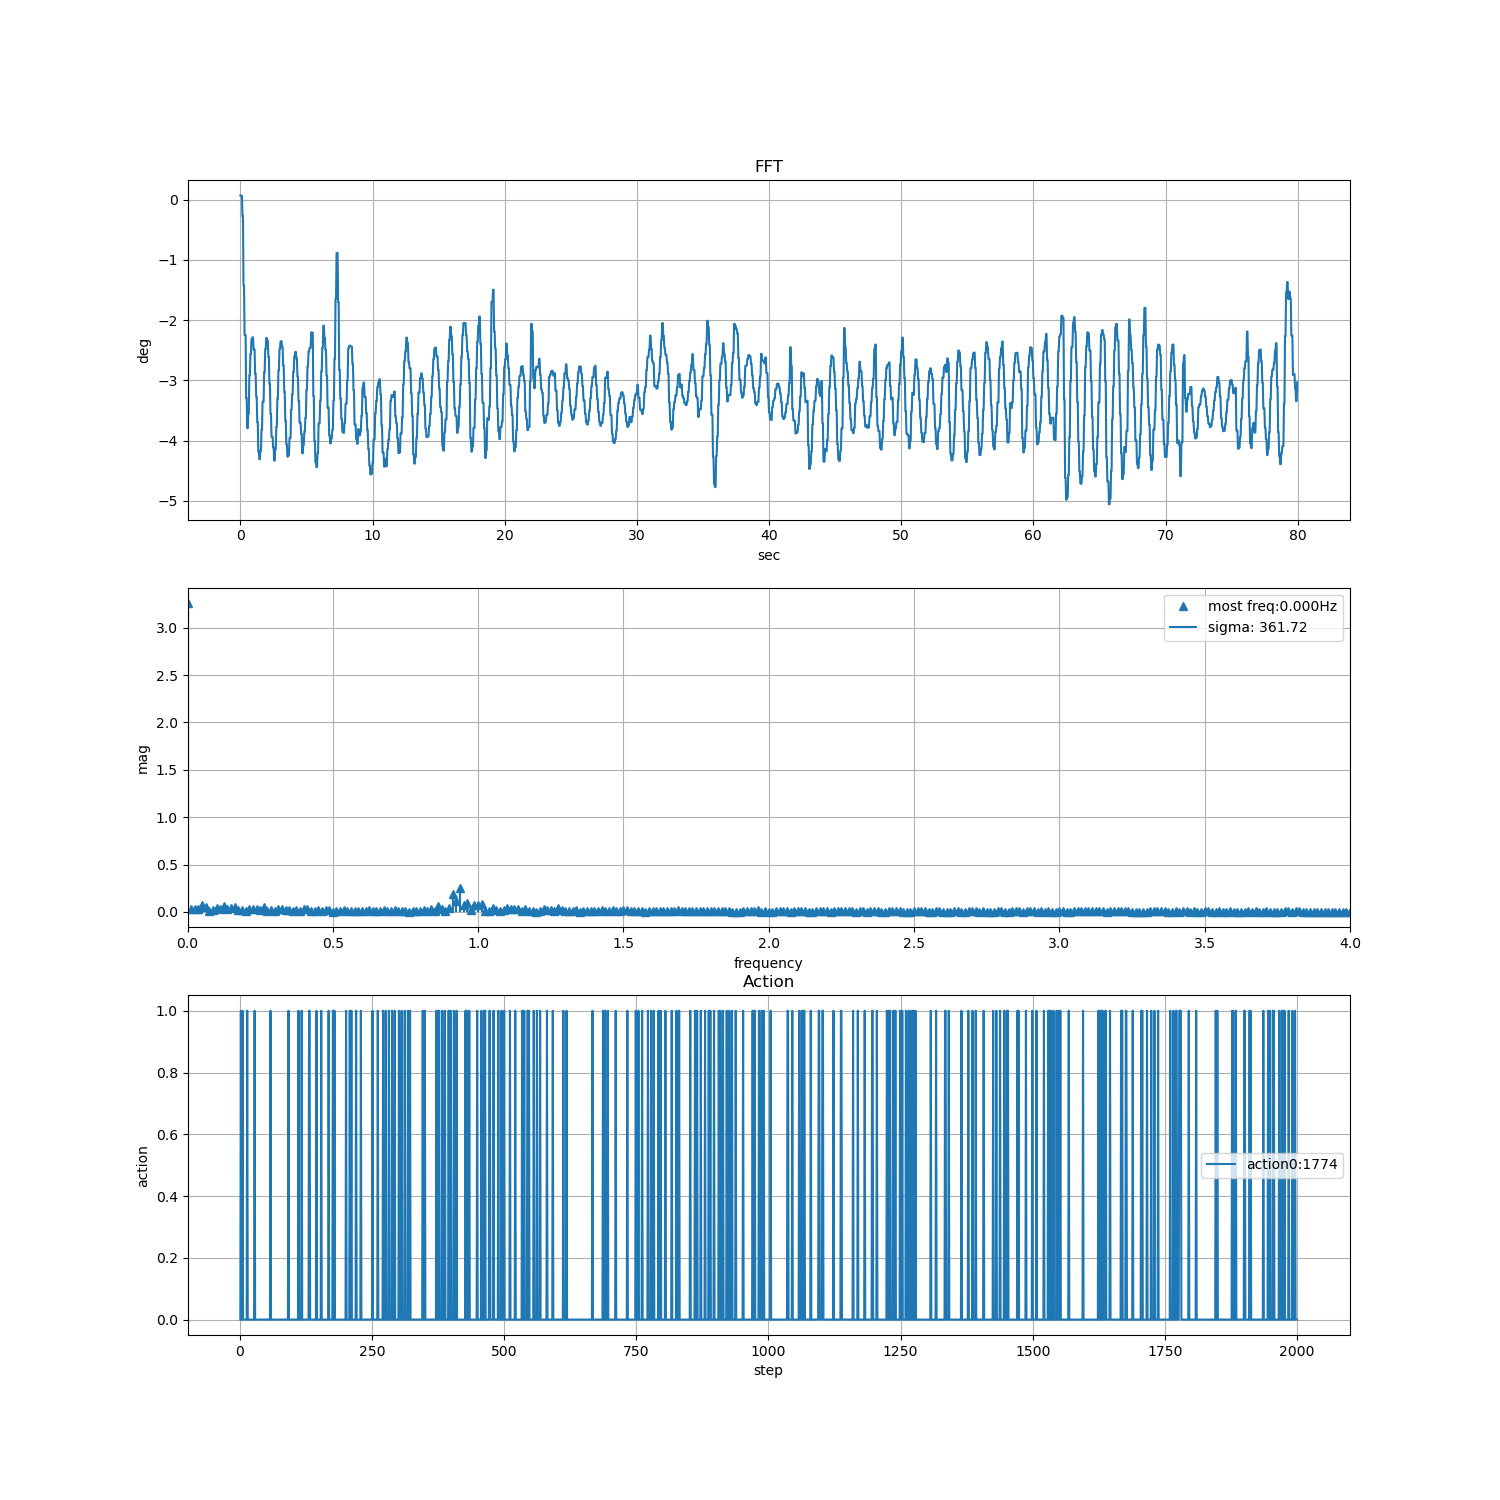 FFT
0
−1
−2
−3
−4
−5
deg
0 10 20 30 40 50 60 70 80
sec
3.0
2.5
2.0
1.5
1.0
0.5
0.0
mag
most freq:0.000Hz
sigma: 361.72
0.0 0.5 1.0 1.5 2.0 2.5 3.0 3.5 4.0
frequency
Action
1.0
0.8
0.6
0.4
0.2
0.0
action
action0:1774
0 250 500 750 1000 1250 1500 1750 2000
step